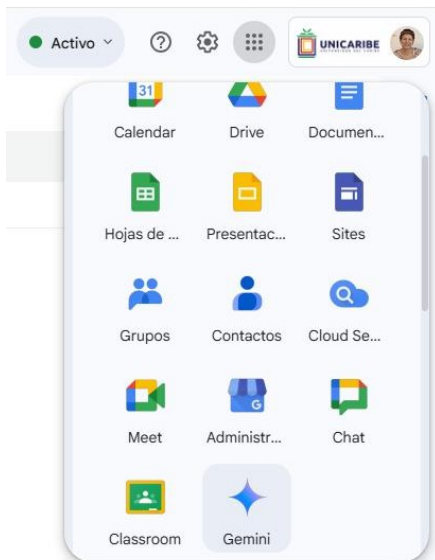 Activo
UNICARIBE
31
Calendar Drive Documen...
Hojas de ... Presentac... Sites
Grupos Contactos Cloud Se...
G
Meet Administr... Chat
Classroom Gemini